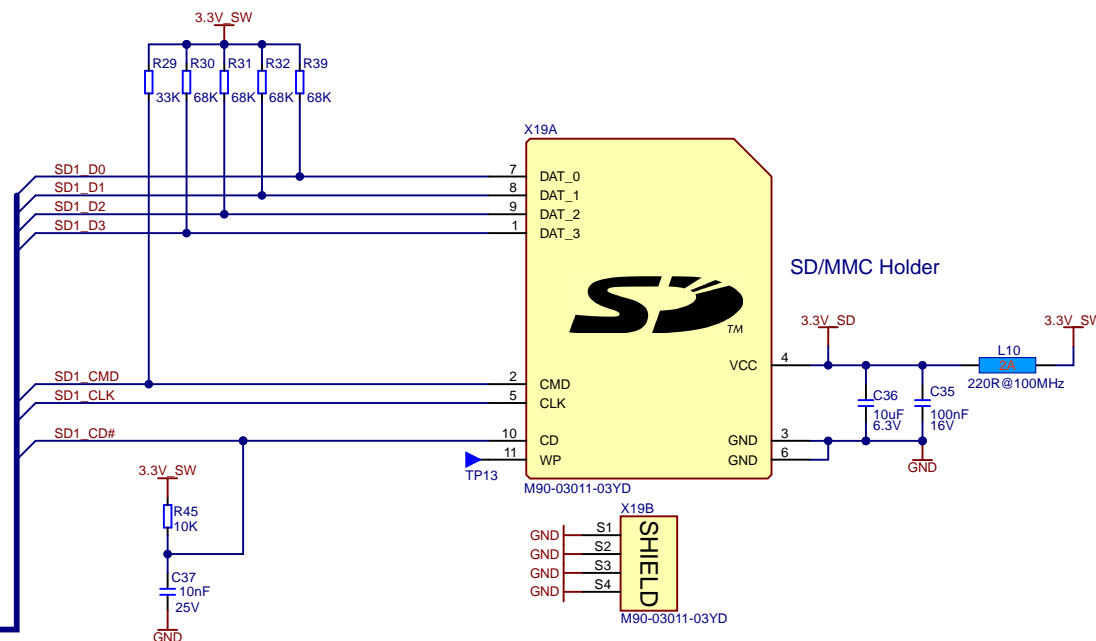 3.3V_SW
R29 R30 R31 R32 R39
33K 68K 68K 68K 68K
X19A
SD1_D0 7 DAT_0
SD1_D1 8 DAT_1
SD1_D2 9 DAT_2
SD1_D3 1 DAT_3
SD/MMC Holder
SD
TM
3.3V_SD 3.3V_SW
VCC 4 L10
2A
220R@100MHz
SD1_CMD 2 CMD
SD1_CLK 5 CLK
C36 C35
10uF 100nF
6.3V 16V
SD1_CD# 10 CD GND 3
11 WP GND 6
TP13 GND
3.3V_SW
M90-03011-03YD
R45
10K
X19B
GND S1
GND S2
GND S3
GND S4
SHIELD
M90-03011-03YD
C37
10nF
25V
GND